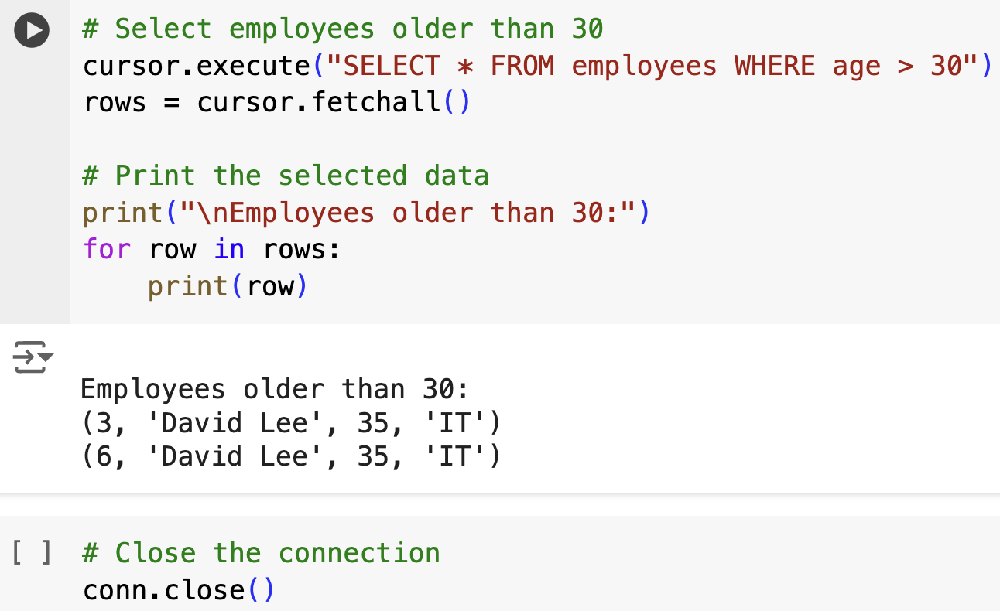 # Select employees older than 30
cursor.execute("SELECT * FROM employees WHERE age > 30")
rows = cursor.fetchall()
# Print the selected data
print("\nEmployees older than 30:")
for row in rows:
    print(row)
Employees older than 30:
(3, 'David Lee', 35, 'IT')
(6, 'David Lee', 35, 'IT')
[ ] # Close the connection
conn.close()